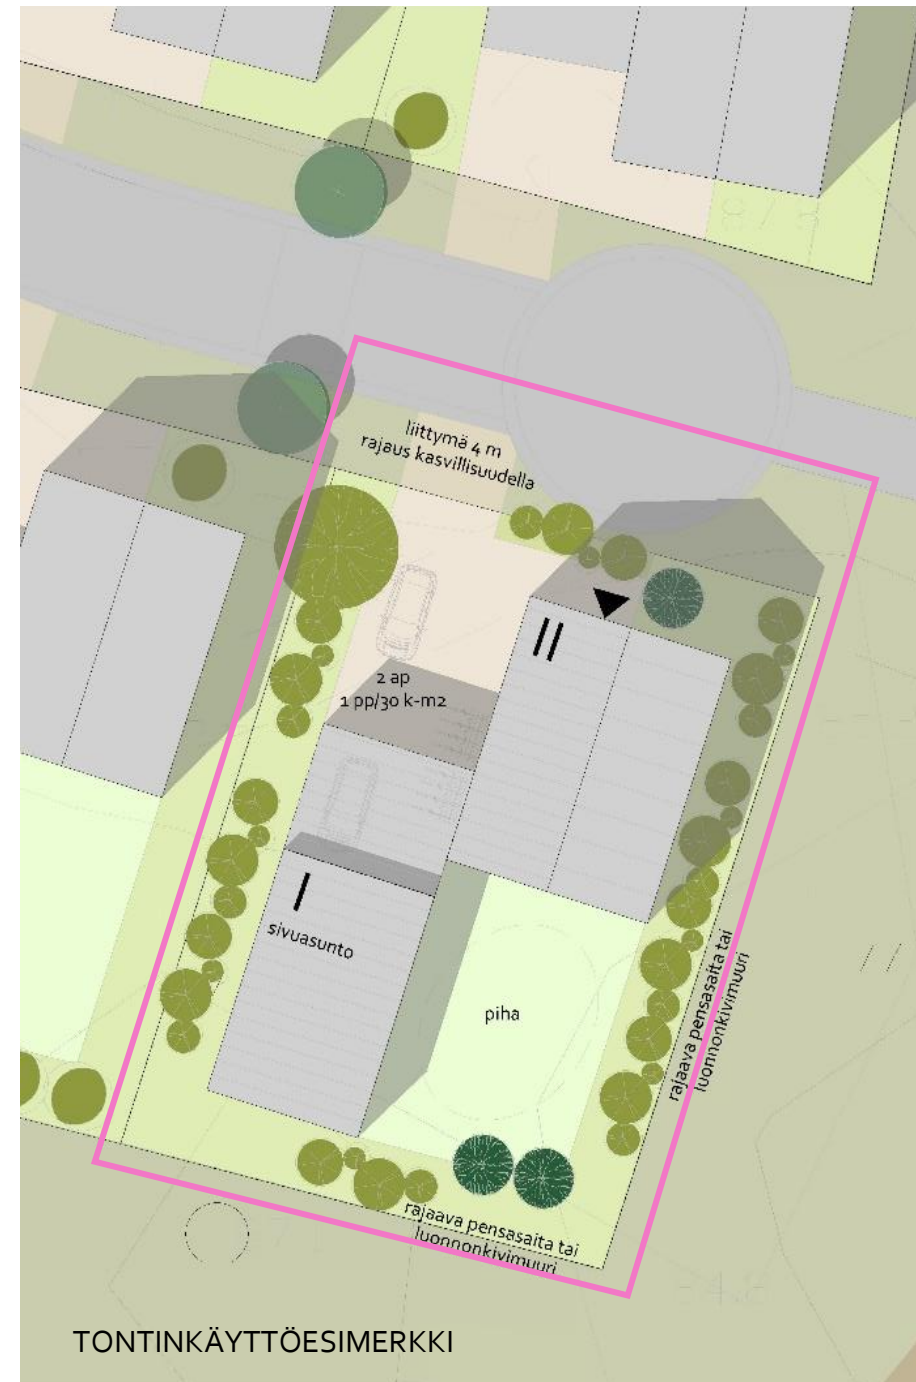 liittymä 4 m
rajaus kasvillisuudella
II
2 ap
1 pp/30 k-m2
I
sivuasunto
piha
rajaava pensasaita tai
luonnonkivimuuri
rajaava pensasaita tai
luonnonkivimuuri
TONTINKÄYTTÖESIMERKKI